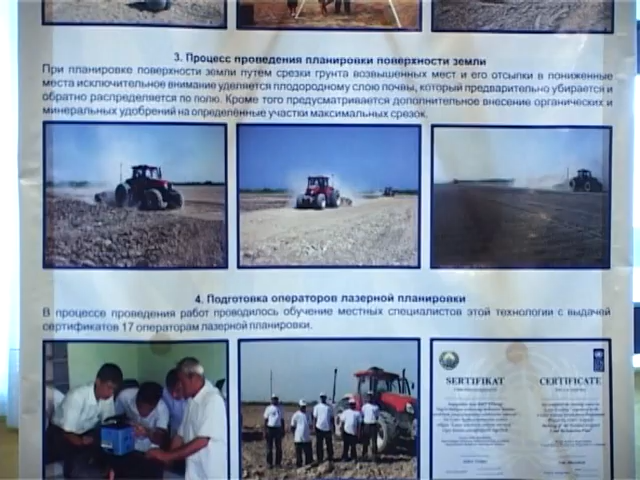 3. Процесс проведения планировки поверхности земли
При планировке поверхности земли путем срезки грунта возвышенных мест и его отсыпки в пониженные
места исключительное внимание уделяется плодородному слою почвы, который предварительно убирается и
обратно распределяется по полю. Кроме того предусматривается дополнительное внесение органических и
минеральных удобрений на определённые участки максимальных срезок.
4. Подготовка операторов лазерной планировки
В процессе проведения работ проводилось обучение местных специалистов этой технологии с выдачей
сертификатов 17 операторам лазерной планировки.
SERTIFIKAT
CERTIFICATE